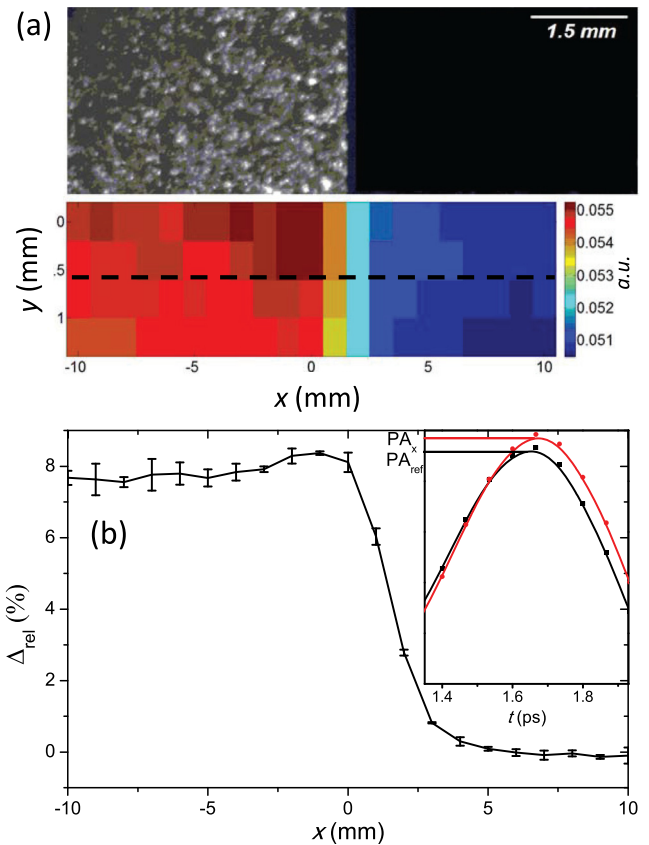 (a)
1.5 mm
0
.5
1
y (mm)
-10
-5
0
5
10
x (mm)
0.055
0.054
0.053
0.052
0.051
a.u.
(b)
8
6
8
2
0
Δrel (%)
-10
-5
0
5
10
x (mm)
PAx
PAref
1.4
1.6
1.8
t (ps)